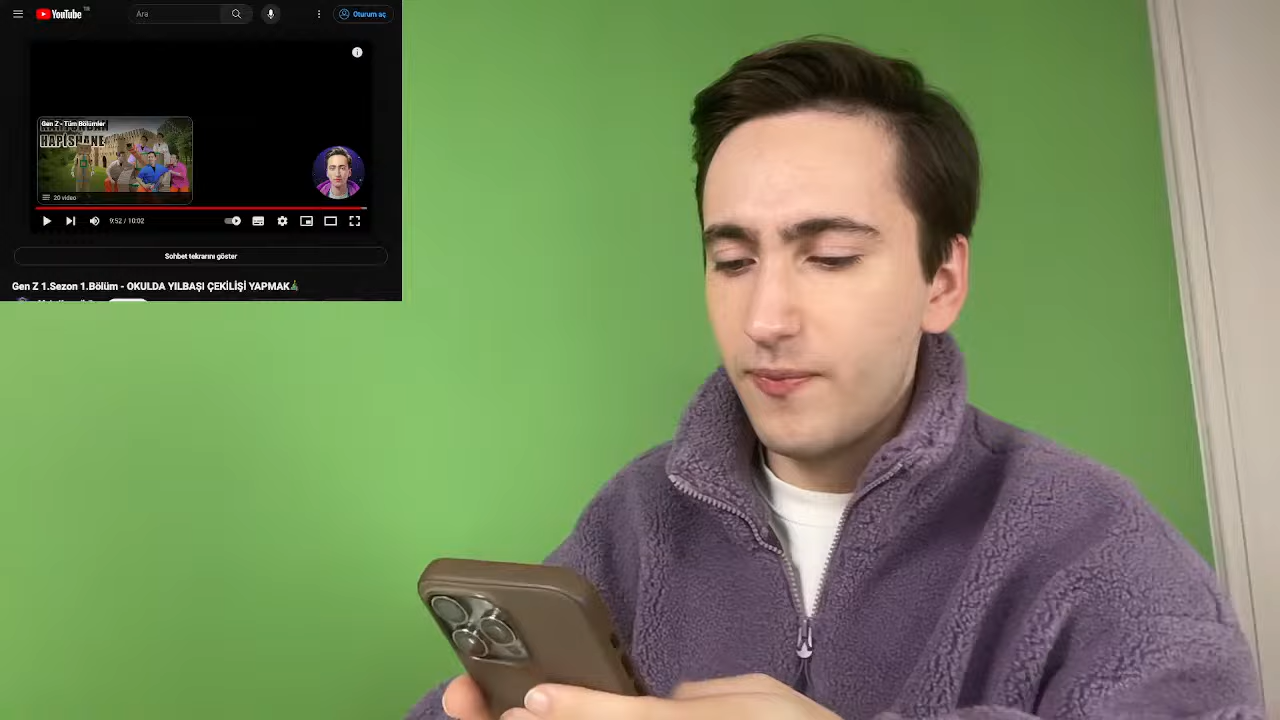 YouTube TR
Ara
Oturum aç
Gen Z - Tüm Bölümler
HAPİSHANE
20 video
9:52 / 10:02
Sohbet tekrarını göster
Gen Z 1.Sezon 1.Bölüm - OKULDA YILBAŞI ÇEKİLİŞİ YAPMAK🎄